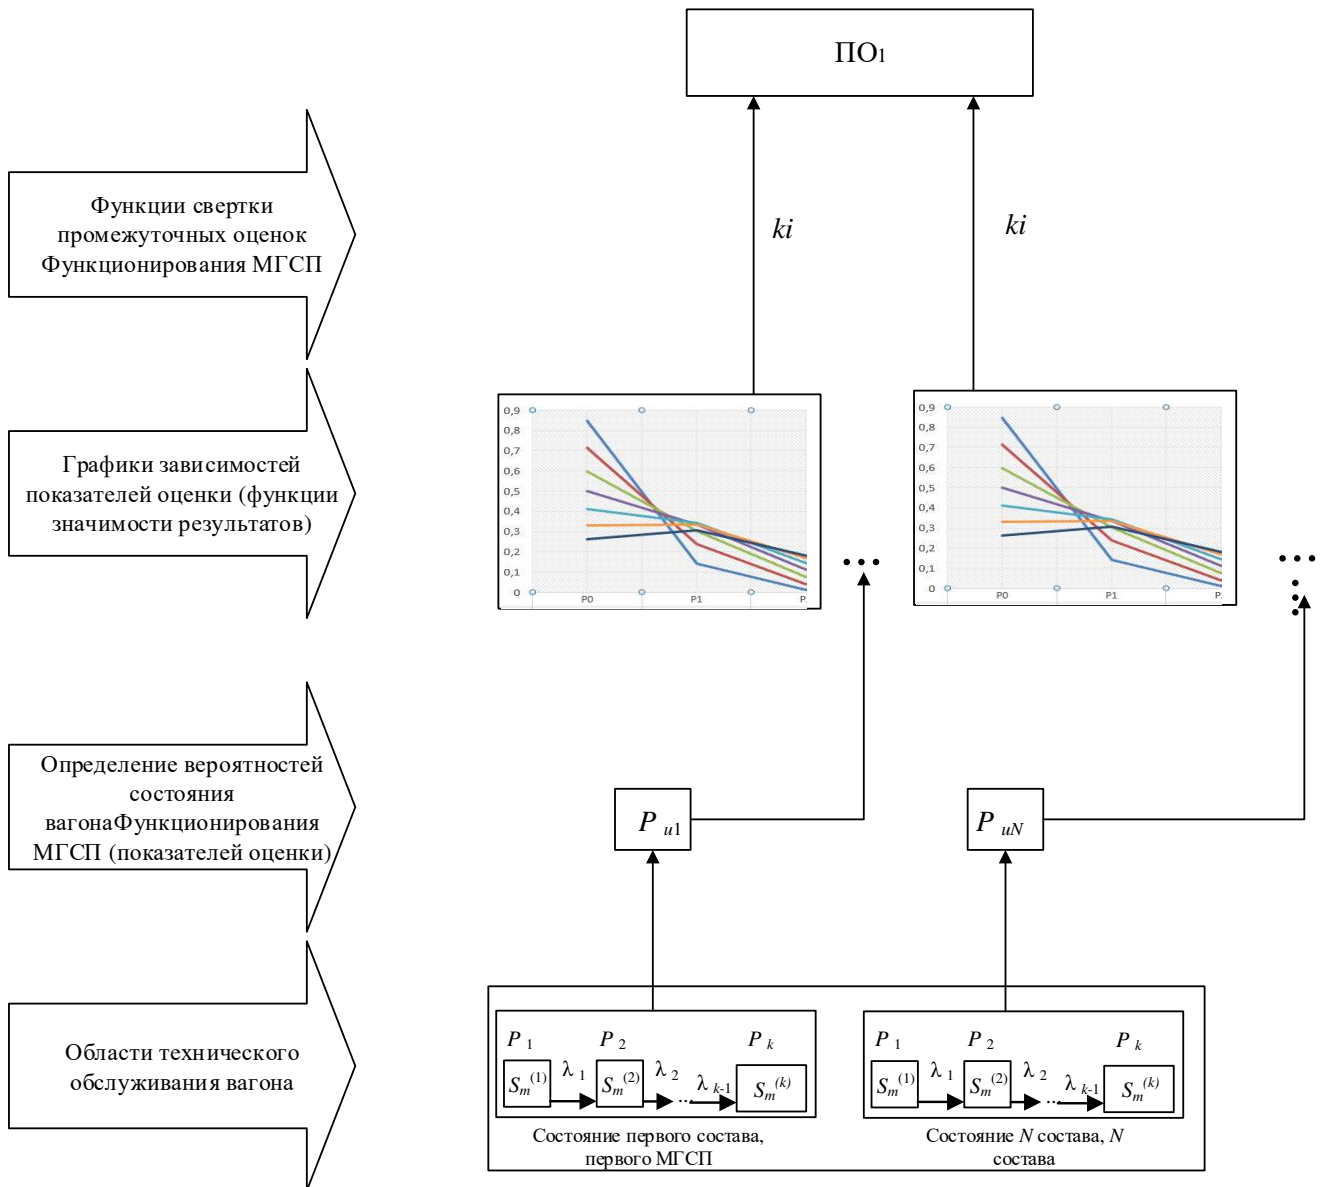 ПО1
Функции свертки
промежуточных оценок
Функционирования МГСП
ki
ki
Графики зависимостей
показателей оценки (функции
значимости результатов)
0,9
0,8
0,7
0,6
0,5
0,4
0,3
0,2
0,1
0
P0 P1 P
...
0,9
0,8
0,7
0,6
0,5
0,4
0,3
0,2
0,1
0
P0 P1 P
...
Определение вероятностей
состояния
вагонаФункционирования
МГСП (показателей оценки)
P u1
P uN
Области технического
обслуживания вагона
P 1 P 2 P k
Sm(1) λ 1 Sm(2) λ 2 ... λ k-1 Sm(k)
Состояние первого состава,
первого МГСП
P 1 P 2 P k
Sm(1) λ 1 Sm(2) λ 2 ... λ k-1 Sm(k)
Состояние N состава, N
состава